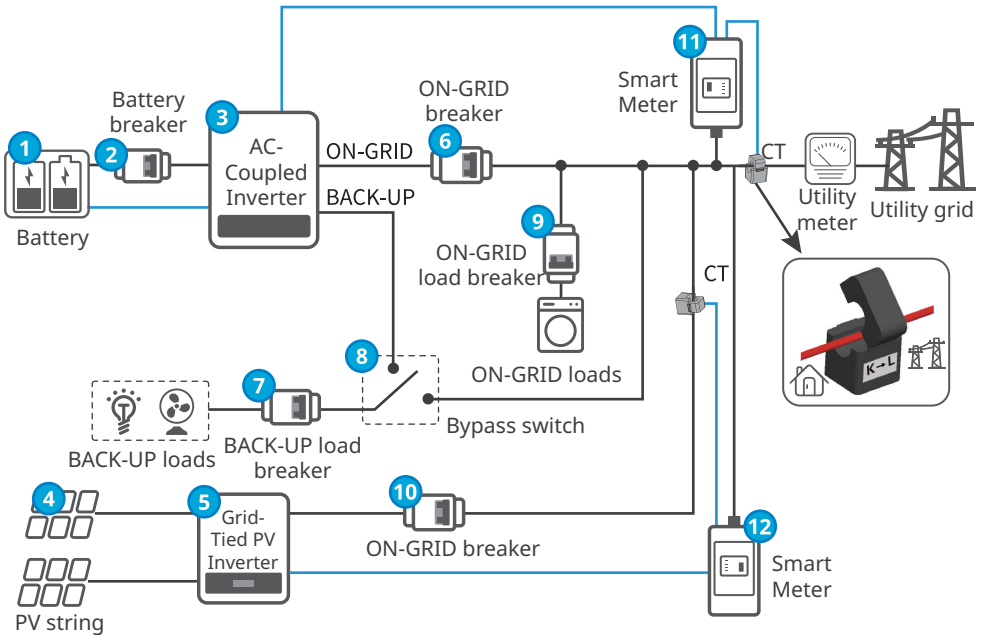 11
ON-GRID
breaker
Smart
Meter
Battery
breaker
3
1
2
AC-
Coupled
Inverter
ON-GRID
6
CT
BACK-UP
Utility
meter
Utility grid
Battery
9
ON-GRID
load breaker
CT
8
K→L
ON-GRID loads
7
Bypass switch
BACK-UP loads
BACK-UP load
breaker
4
5
10
Grid-
Tied PV
Inverter
12
ON-GRID breaker
Smart
Meter
PV string